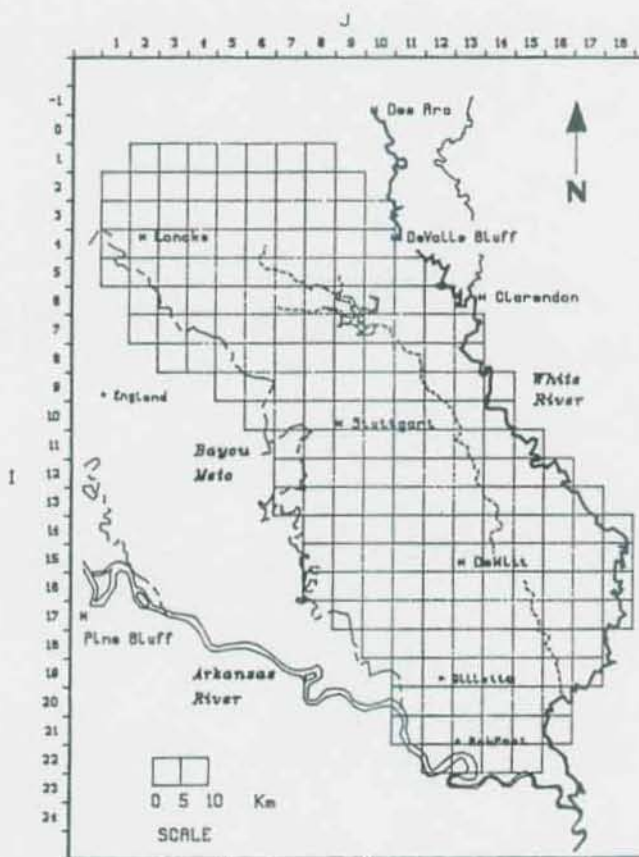 J
1 2 3 4 5 6 7 8 9 10 11 12 13 14 15 16 17 18
-1
0
1
2
3
4
5
6
7
8
9
10
11
12
13
14
15
16
17
18
19
20
21
22
23
24
I
Des Arc
N
Lonoke
DeValls Bluff
Clarendon
England
White
River
Stuttgart
Bayou
Meto
DeWitt
Pine Bluff
Arkansas
River
Gillette
0 5 10 Km
SCALE